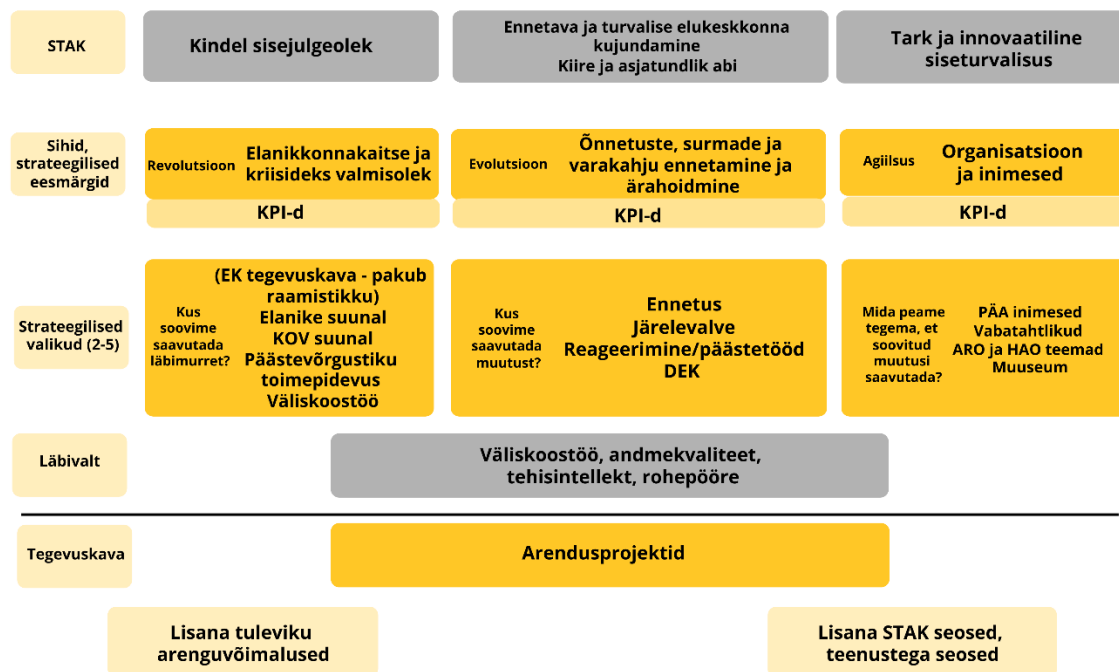 STAK
Kindel sisejulgeolek
Ennetava ja turvalise elukeskkonna
kujundamine
Kiire ja asjatundlik abi
Tark ja innovaatiline
siseturvalisus
Sihid,
strateegilised
eesmärgid
Revolutsioon
Elanikkonnakaitse ja
kriisideks valmisolek
KPI-d
Evolutsioon
Õnnetuste, surmade ja
varakahju ennetamine ja
ärahoidmine
KPI-d
Agiilsus
Organisatsioon
ja inimesed
KPI-d
Strateegilised
valikud (2-5)
Kus
soovime
saavutada
läbimurret?
(EK tegevuskava - pakub
raamistikku)
Elanike suunal
KOV suunal
Päästevõrgustiku
toimepidevus
Väliskoostöö
Kus
soovime
saavutada
muutust?
Ennetus
Järelevalve
Reageerimine/päästetööd
DEK
Mida peame
tegema, et
soovitud
muutusi
saavutada?
PÄA inimesed
Vabatahtlikud
ARO ja HAO teemad
Muuseum
Läbivalt
Väliskoostöö, andmekvaliteet,
tehisintellekt, rohepööre
Tegevuskava
Arendusprojektid
Lisana tuleviku
arenguvõimalused
Lisana STAK seosed,
teenustega seosed